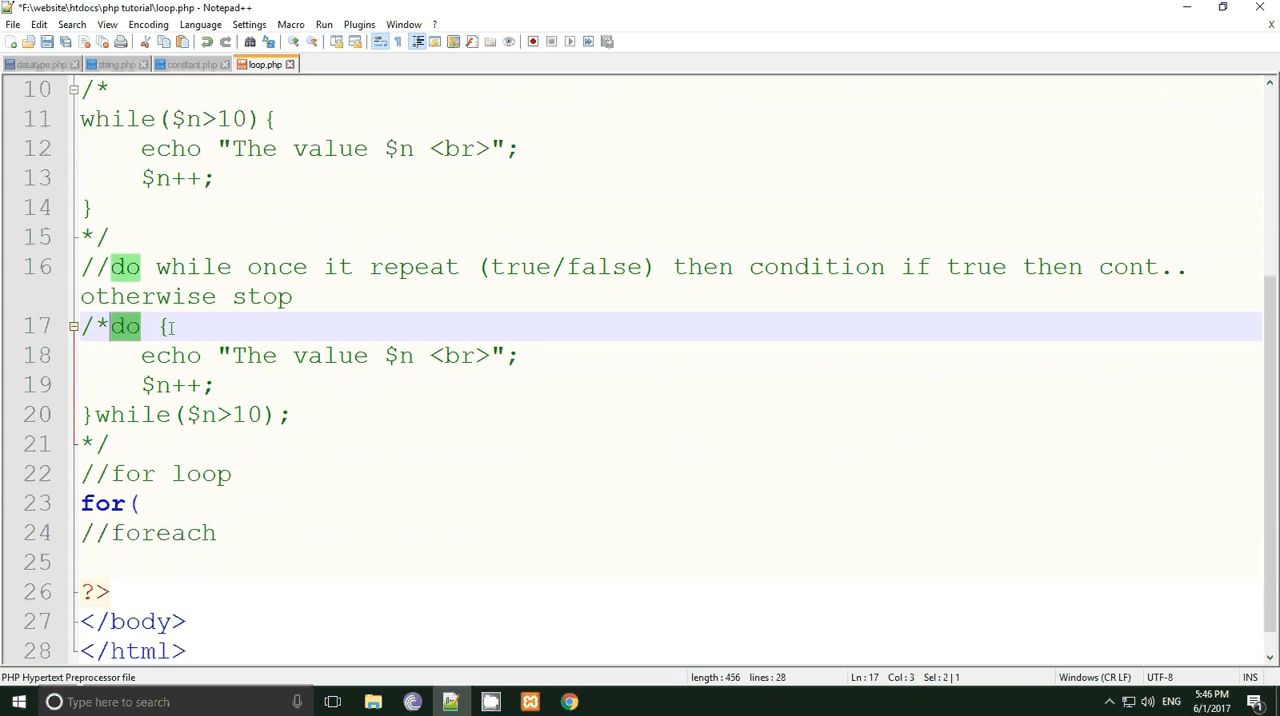 *F:\website\htdocs\php tutorial\loop.php - Notepad++
File Edit Search View Encoding Language Settings Macro Run Plugins Window ?
X
datatype.php string.php constant.php loop.php
10 /*
11 while($n>10){
12 echo "The value $n <br>";
13 $n++;
14 }
15 */
16 //do while once it repeat (true/false) then condition if true then cont..
otherwise stop
17 /*do {
18 echo "The value $n <br>";
19 $n++;
20 }while($n>10);
21 */
22 //for loop
23 for(
24 //foreach
25
26 ?>
27 </body>
28 </html>
PHP Hypertext Preprocessor file length : 456 lines : 28 Ln : 17 Col : 3 Sel : 2 | 1 Windows (CR LF) UTF-8 INS
Type here to search ENG 5:46 PM
6/1/2017